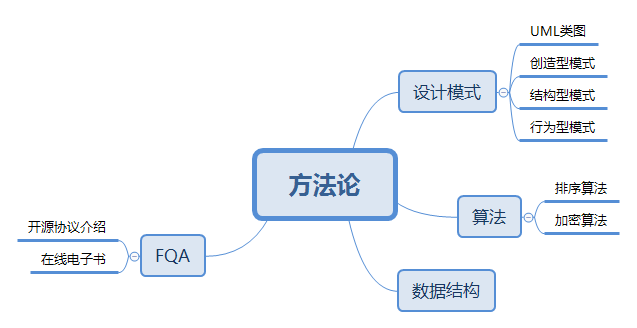 方法论
设计模式
UML类图
创造型模式
结构型模式
行为型模式
算法
排序算法
加密算法
数据结构
FQA
开源协议介绍
在线电子书